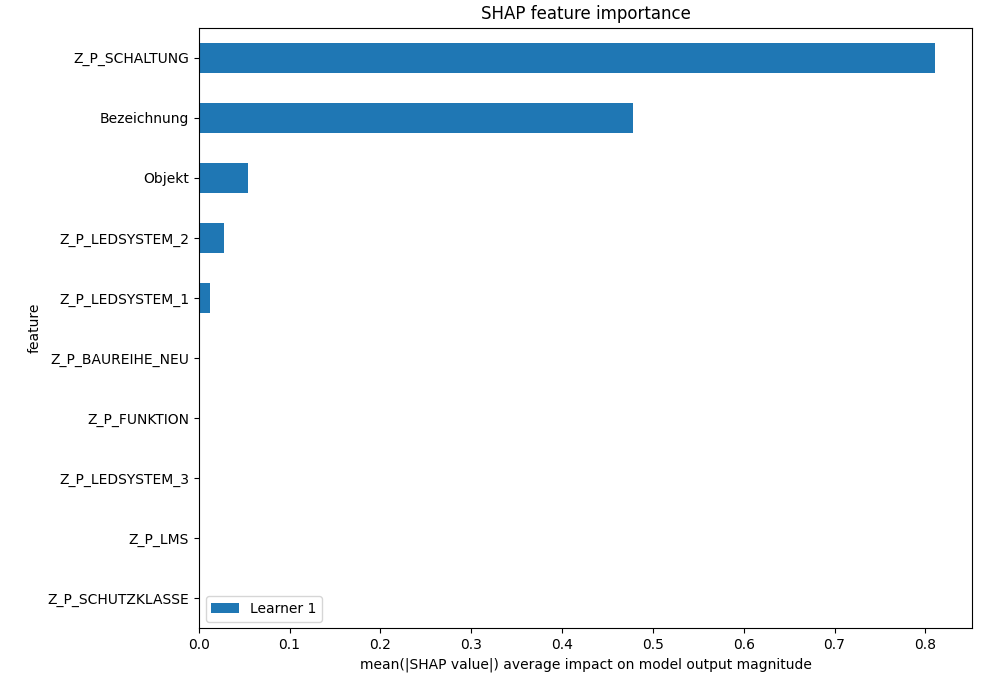 SHAP feature importance
Z_P_SCHALTUNG
Bezeichnung
Objekt
Z_P_LEDSYSTEM_2
Z_P_LEDSYSTEM_1
Z_P_BAUREIHE_NEU
Z_P_FUNKTION
Z_P_LEDSYSTEM_3
Z_P_LMS
Z_P_SCHUTZKLASSE
feature
Learner 1
0.0 0.1 0.2 0.3 0.4 0.5 0.6 0.7 0.8
mean(|SHAP value|) average impact on model output magnitude